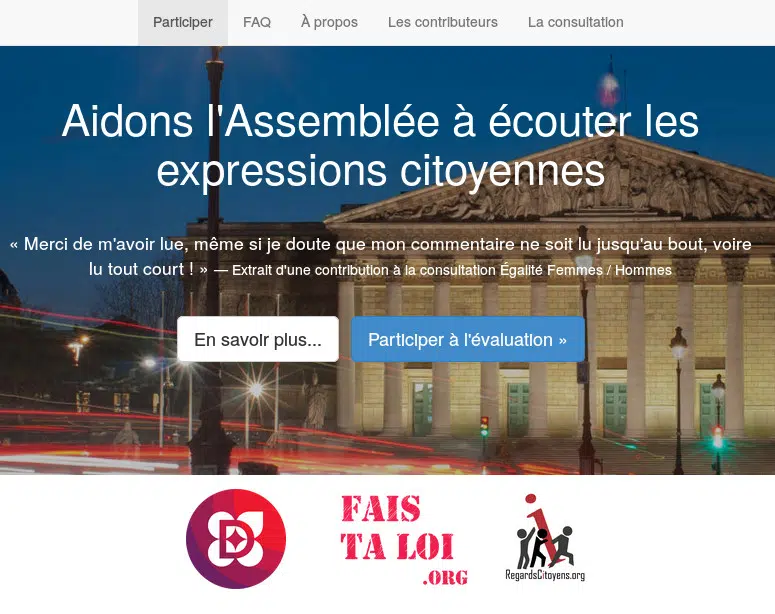 Participer FAQ À propos Les contributeurs La consultation
Aidons l'Assemblée à écouter les
expressions citoyennes
« Merci de m'avoir lue, même si je doute que mon commentaire ne soit lu jusqu'au bout, voire
lu tout court ! » — Extrait d'une contribution à la consultation Égalité Femmes / Hommes
En savoir plus... Participer à l'évaluation »
D
FAIS
TA LOI
.ORG
RegardsCitoyens.org